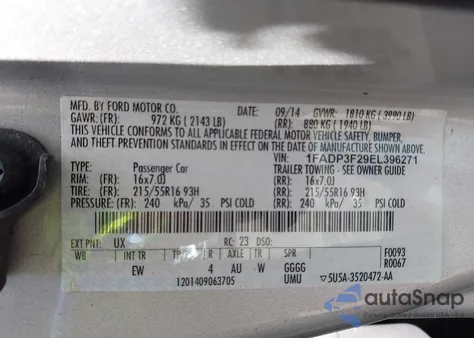 MFD. BY FORD MOTOR CO.
DATE: 09/14 GVWR: 1810 KG (3990 LB)
GAWR: (FR): 972 KG (2143 LB) (RR): 880 KG (1940 LB)
THIS VEHICLE CONFORMS TO ALL APPLICABLE FEDERAL MOTOR VEHICLE SAFETY, BUMPER,
AND THEFT PREVENTION STANDARDS IN EFFECT ON THE DATE OF MANUFACTURE SHOWN ABOVE.
VIN: 1FADP3F29EL396271
TYPE: Passenger Car TRAILER TOWING - SEE OWNER GUIDE
RIM: (FR): 16x7.0J (RR): 16x7.0J
TIRE: (FR): 215/55R16 93H (RR): 215/55R16 93H
PRESSURE: (FR): 240 kPa/ 35 PSI COLD (RR): 240 kPa/ 35 PSI COLD
EXT PNT: UX RC: 23 DSO:
WB INT TR TP/PS R AXLE TR SPR F0093
EW 4 AU W GGGG R0067
1201409063705 UMU 5U5A-3520472-AA
autoSnap